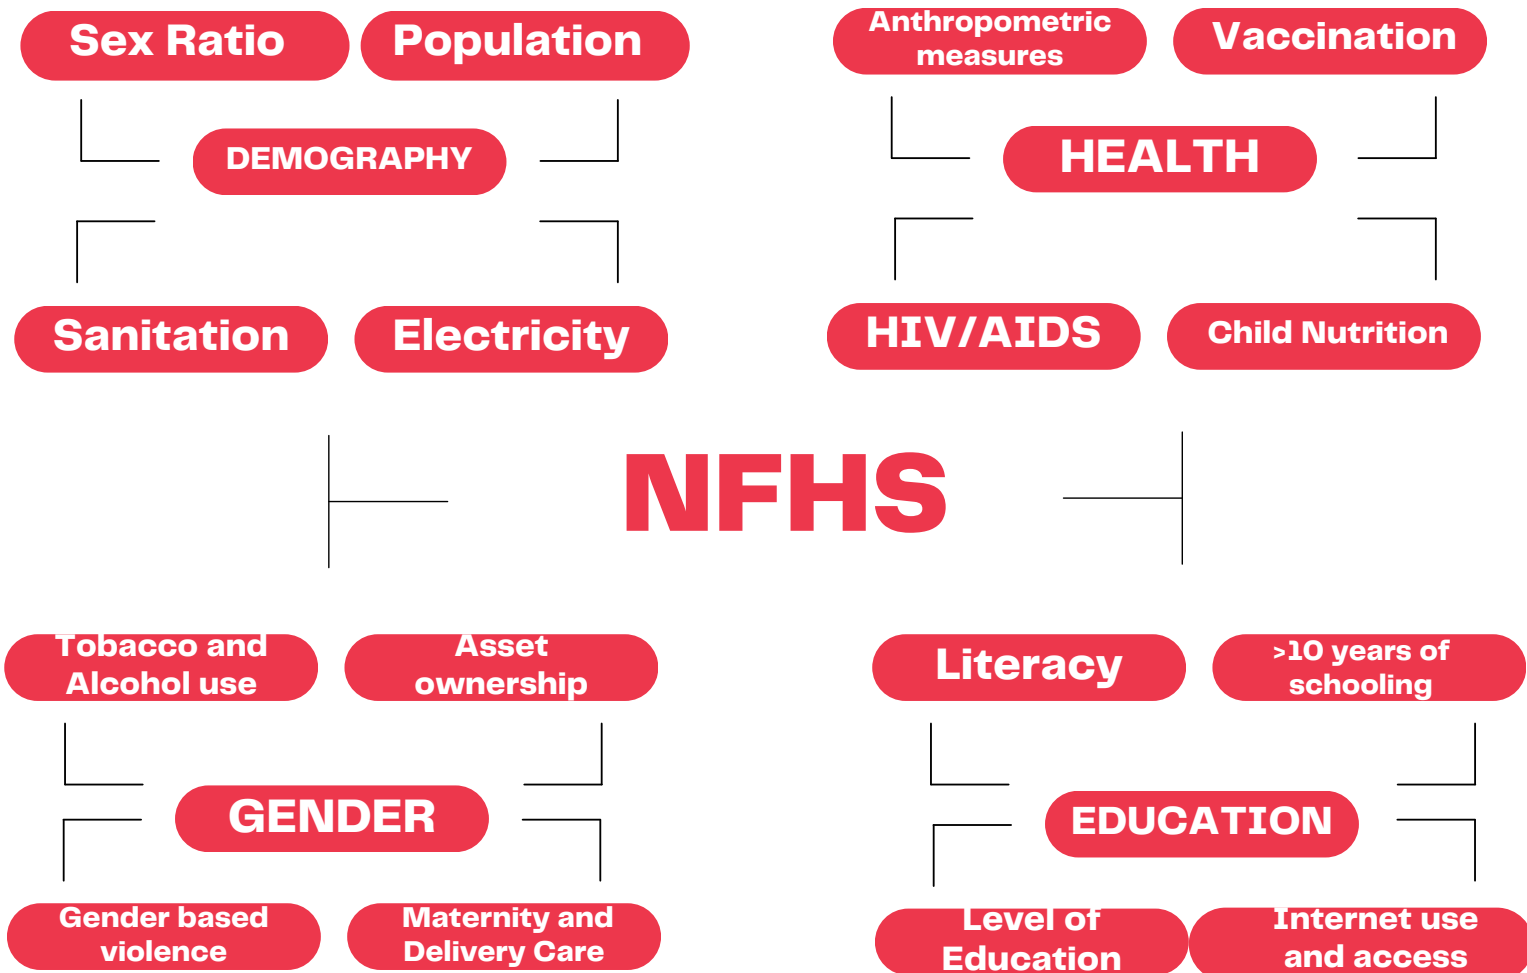 Sex Ratio
Population
DEMOGRAPHY
Sanitation
Electricity
Anthropometric
measures
Vaccination
HEALTH
HIV/AIDS
Child Nutrition
NFHS
Tobacco and
Alcohol use
Asset
ownership
GENDER
Gender based
violence
Maternity and
Delivery Care
Literacy
>10 years of
schooling
EDUCATION
Level of
Education
Internet use
and access